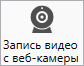 Запись видео
с веб-камеры